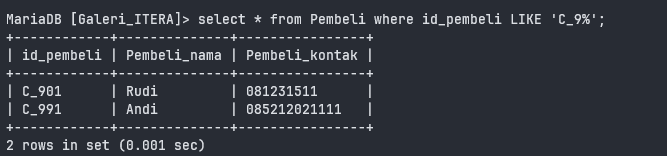 MariaDB [Galeri_ITERA]> select * from Pembeli where id_pembeli LIKE 'C_9%';
+------------+--------------+----------------+
| id_pembeli | Pembeli_nama | Pembeli_kontak |
+------------+--------------+----------------+
| C_901      | Rudi         | 081231511      |
| C_991      | Andi         | 085212021111   |
+------------+--------------+----------------+
2 rows in set (0.001 sec)